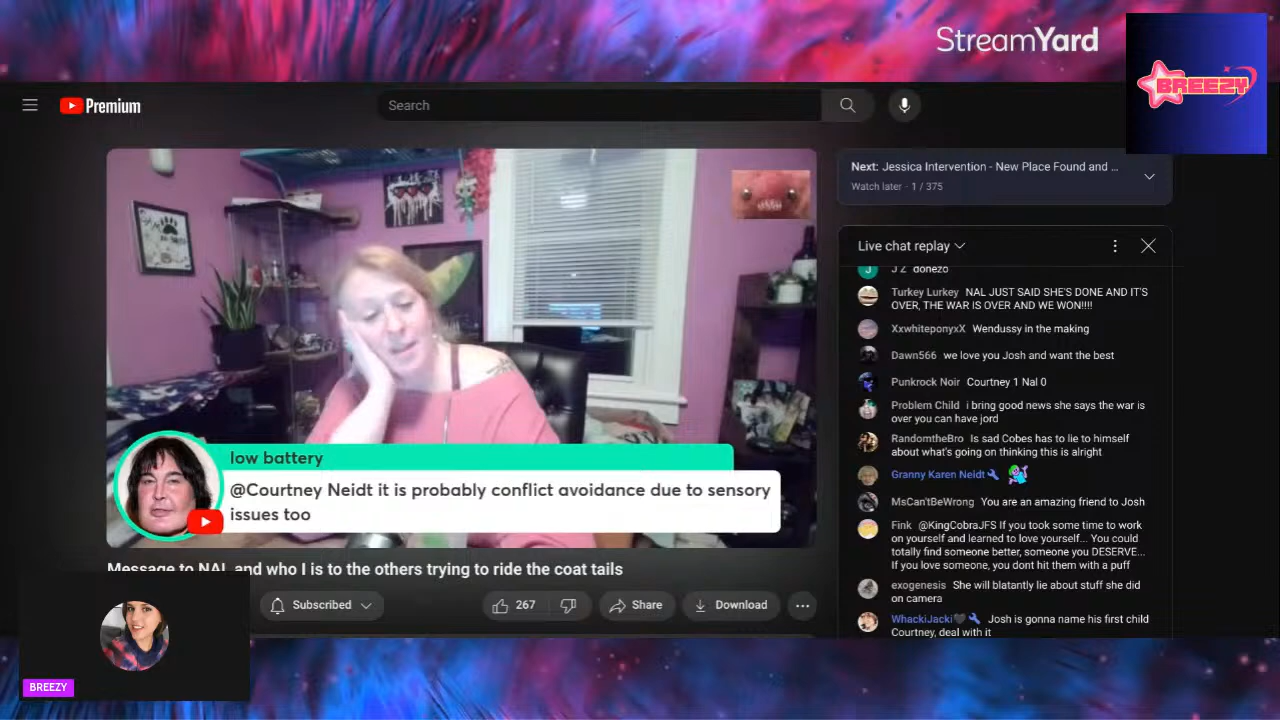 StreamYard
BREEZY
Premium
Search
Next: Jessica Intervention - New Place Found and ...
Watch later · 1 / 375
Live chat replay
J Z donezo
Turkey Lurkey NAL JUST SAID SHE'S DONE AND IT'S
OVER, THE WAR IS OVER AND WE WON!!!!
XxwhiteponyxX Wendussy in the making
Dawn566 we love you Josh and want the best
Punkrock Noir Courtney 1 Nal 0
Problem Child i bring good news she says the war is
over you can have jord
RandomtheBro Is sad Cobes has to lie to himself
about what's going on thinking this is alright
Granny Karen Neidt
MsCan'tBeWrong You are an amazing friend to Josh
Fink @KingCobraJFS If you took some time to work
on yourself and learned to love yourself... You could
totally find someone better, someone you DESERVE...
If you love someone, you dont hit them with a puff
exogenesis She will blatantly lie about stuff she did
on camera
WhackiJacki🖤 Josh is gonna name his first child
Courtney, deal with it
low battery
@Courtney Neidt it is probably conflict avoidance due to sensory
issues too
Message to NAL and who I is to the others trying to ride the coat tails
Subscribed
267
Share
Download
BREEZY